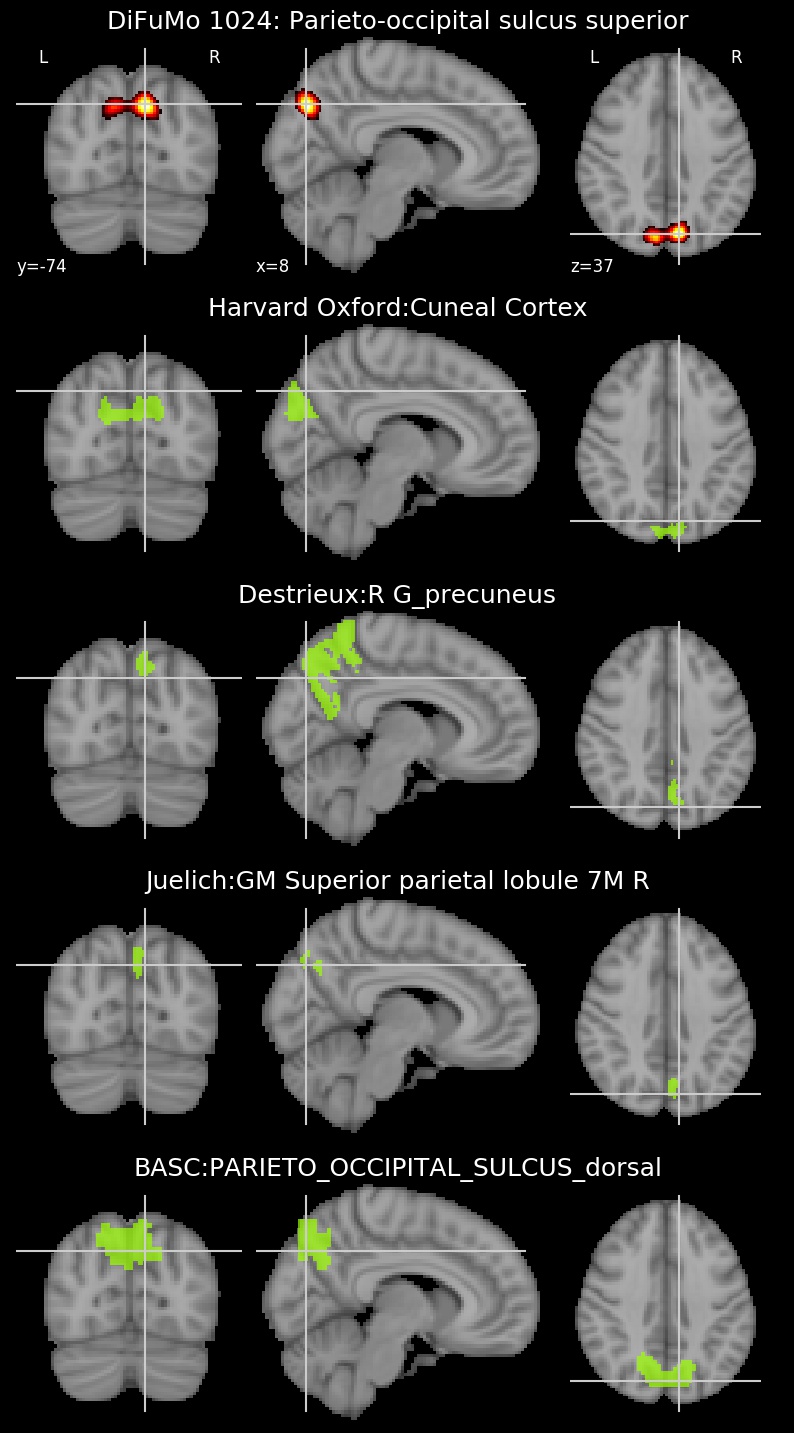 DiFuMo 1024: Parieto-occipital sulcus superior
L R L R
y=-74 x=8 z=37
Harvard Oxford:Cuneal Cortex
Destrieux:R G_precuneus
Juelich:GM Superior parietal lobule 7M R
BASC:PARIETO_OCCIPITAL_SULCUS_dorsal